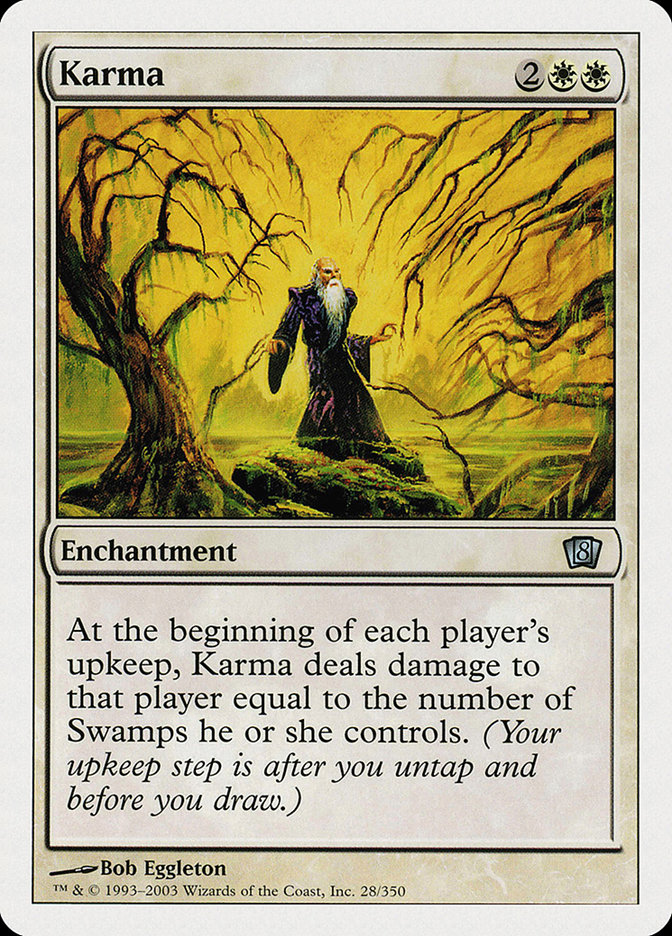 Karma 2
Enchantment 8
At the beginning of each player's
upkeep, Karma deals damage to
that player equal to the number of
Swamps he or she controls. (Your
upkeep step is after you untap and
before you draw.)
Bob Eggleton
™ & © 1993–2003 Wizards of the Coast, Inc. 28/350